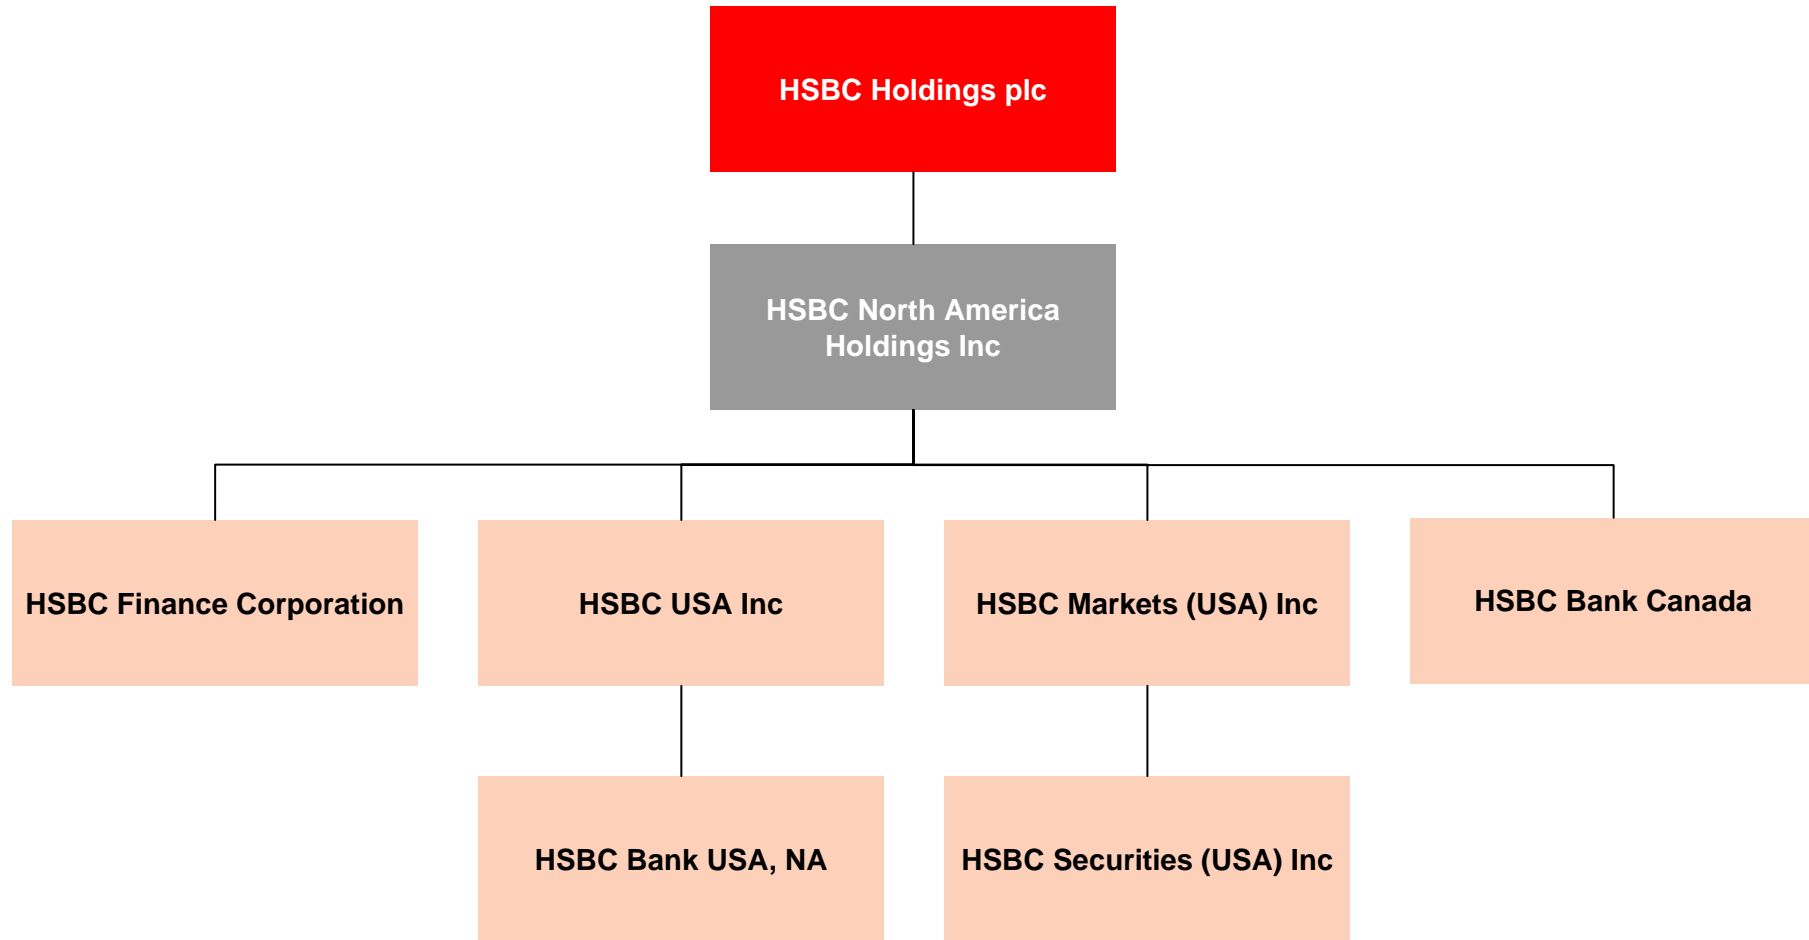 HSBC Holdings plc
HSBC North America
Holdings Inc
HSBC Finance Corporation
HSBC USA Inc
HSBC Markets (USA) Inc
HSBC Bank Canada
HSBC Bank USA, NA
HSBC Securities (USA) Inc